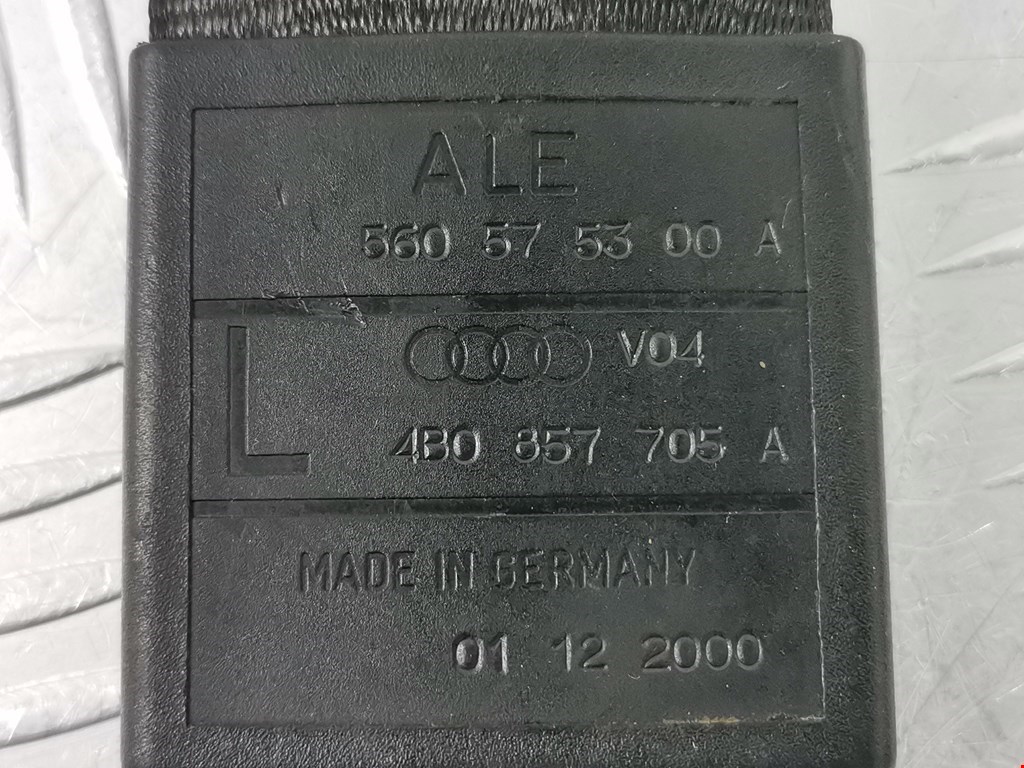 ALE
560 57 53 00 A
L
V04
4B0 857 705 A
MADE IN GERMANY
01 12 2000